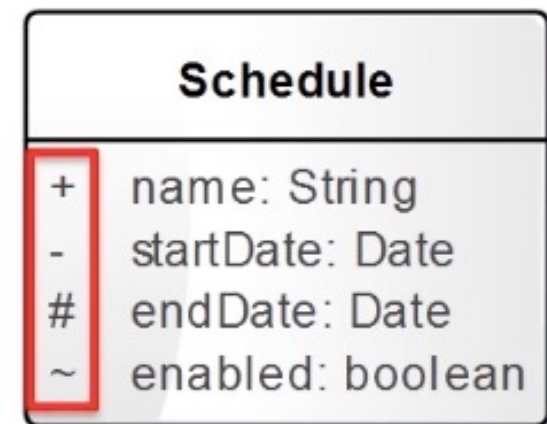 Schedule
+ name: String
- startDate: Date
# endDate: Date
~ enabled: boolean